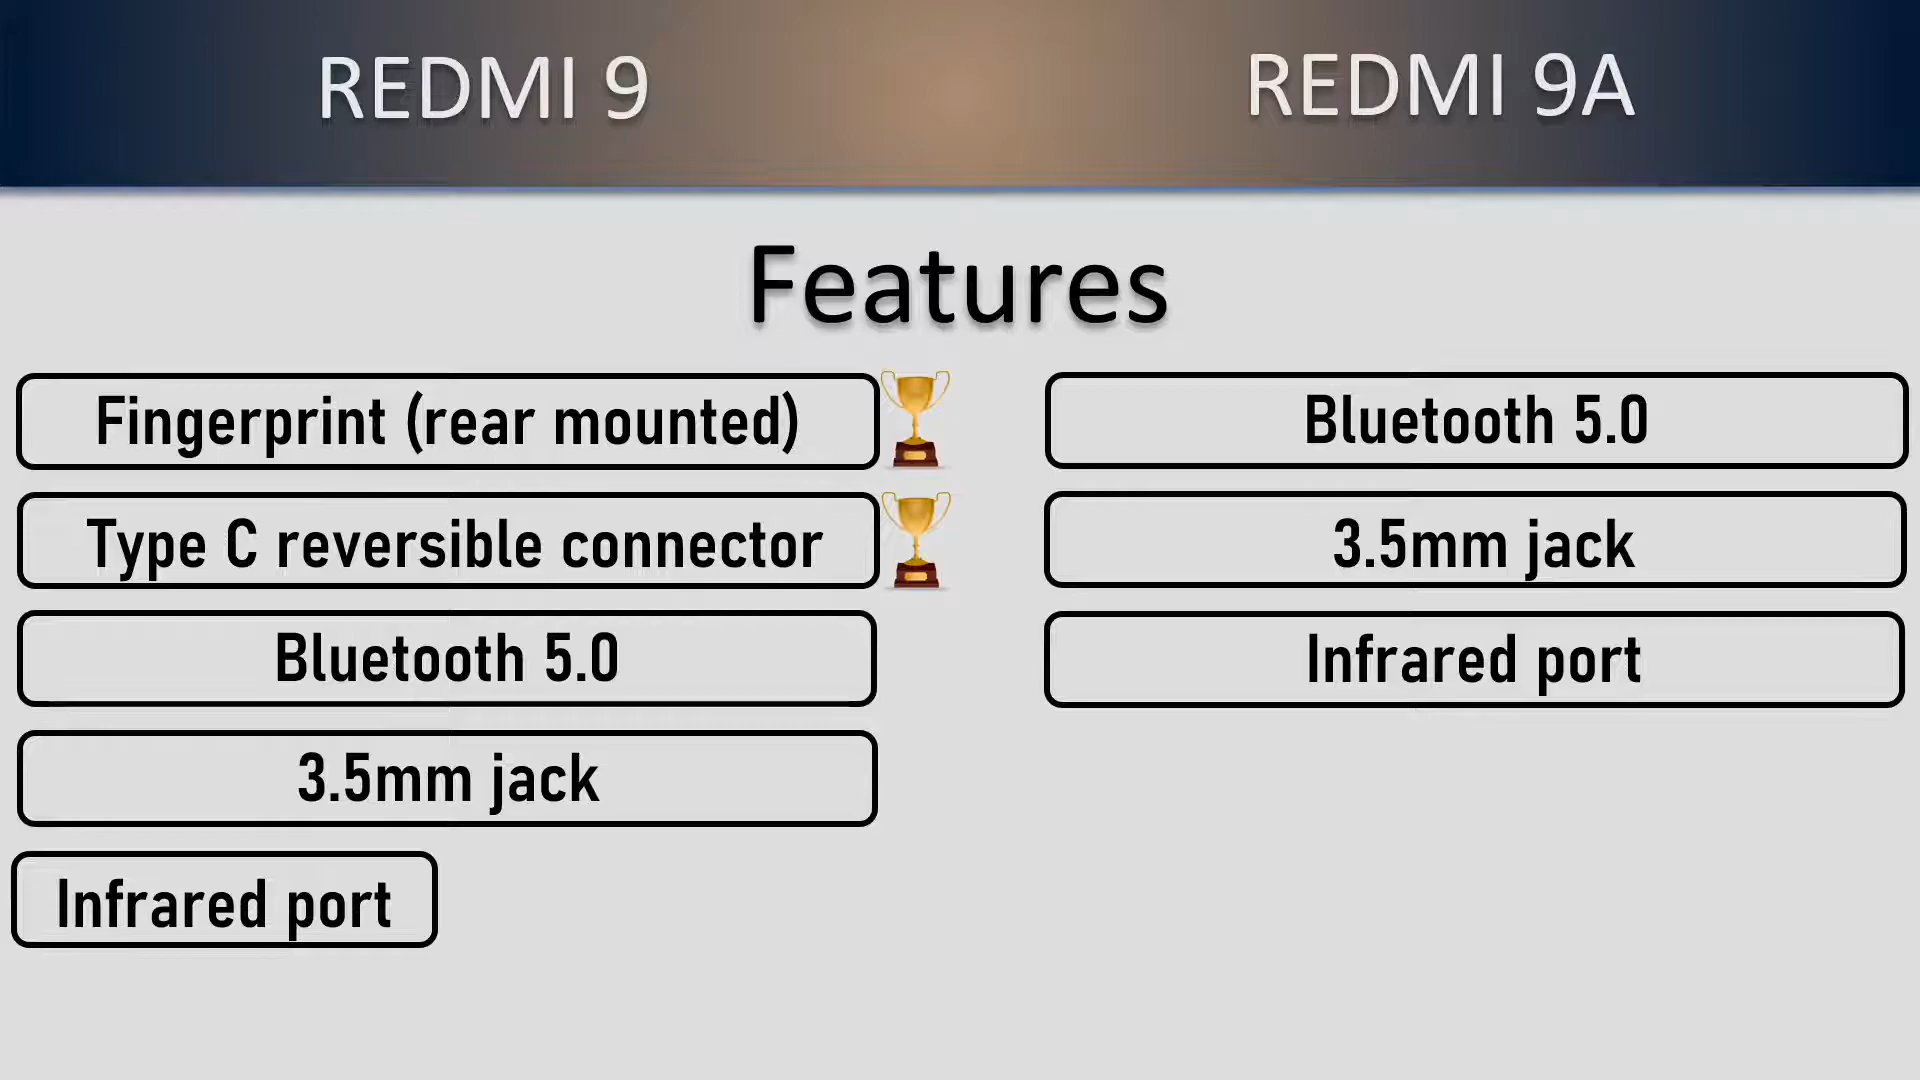 REDMI 9
REDMI 9A
Features
Fingerprint (rear mounted)
Type C reversible connector
Bluetooth 5.0
3.5mm jack
Infrared port
Bluetooth 5.0
3.5mm jack
Infrared port